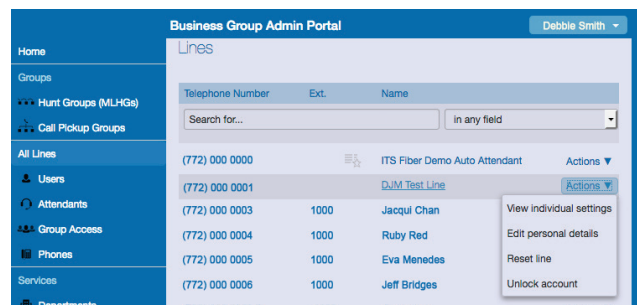 Business Group Admin Portal
Debbie Smith
Home
Groups
Hunt Groups (MLHGs)
Call Pickup Groups
All Lines
Users
Attendants
Group Access
Phones
Services
Departments
Lines
Telephone Number Ext. Name
Search for... in any field
(772) 000 0000 ITS Fiber Demo Auto Attendant Actions ▼
(772) 000 0001 DJM Test Line Actions ▼
(772) 000 0003 1000 Jacqui Chan
(772) 000 0004 1000 Ruby Red
(772) 000 0005 1000 Eva Menedes
(772) 000 0006 1000 Jeff Bridges
View individual settings
Edit personal details
Reset line
Unlock account